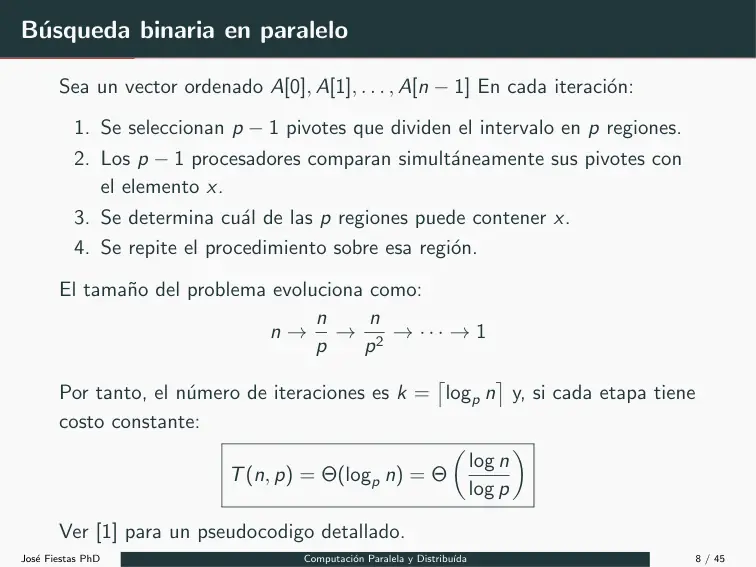 Búsqueda binaria en paralelo
Sea un vector ordenado A[0], A[1], . . . , A[n − 1] En cada iteración:
1. Se seleccionan p − 1 pivotes que dividen el intervalo en p regiones.
2. Los p − 1 procesadores comparan simultáneamente sus pivotes con
el elemento x.
3. Se determina cuál de las p regiones puede contener x.
4. Se repite el procedimiento sobre esa región.
El tamaño del problema evoluciona como:
n → n/p → n/p² → · · · → 1
Por tanto, el número de iteraciones es k = ⌈logₚ n⌉ y, si cada etapa tiene
costo constante:
T(n, p) = Θ(logₚ n) = Θ (log n / log p)
Ver [1] para un pseudocodigo detallado.
José Fiestas PhD Computación Paralela y Distribuída 8 / 45